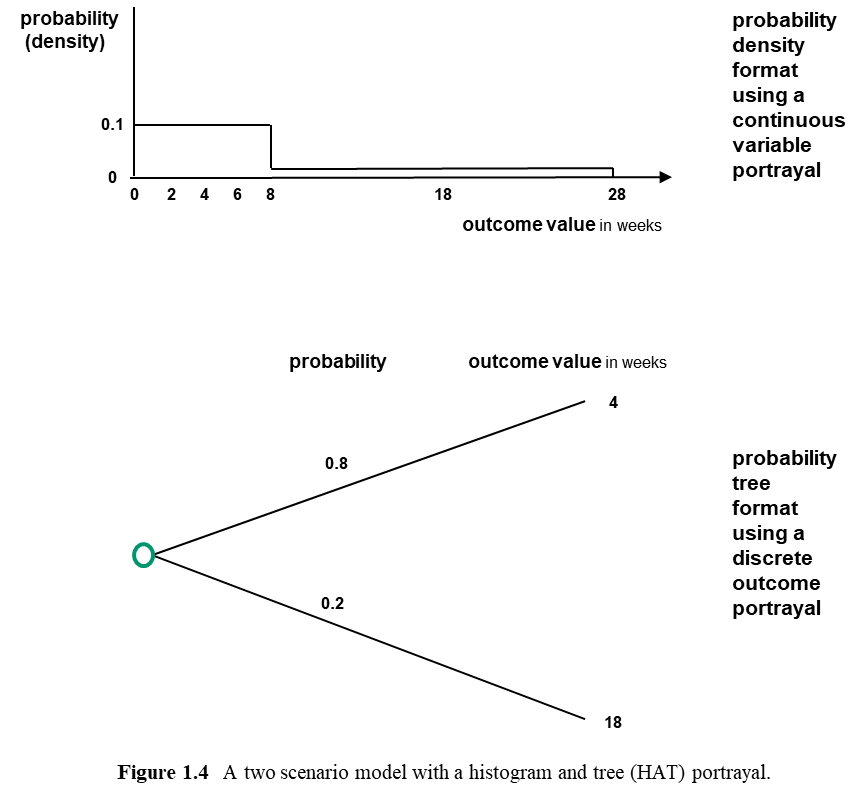 probability
(density)
0.1
0
0 2 4 6 8 18 28
outcome value in weeks
probability
density
format
using a
continuous
variable
portrayal
probability outcome value in weeks
4
0.8
0.2
18
probability
tree
format
using a
discrete
outcome
portrayal
Figure 1.4 A two scenario model with a histogram and tree (HAT) portrayal.